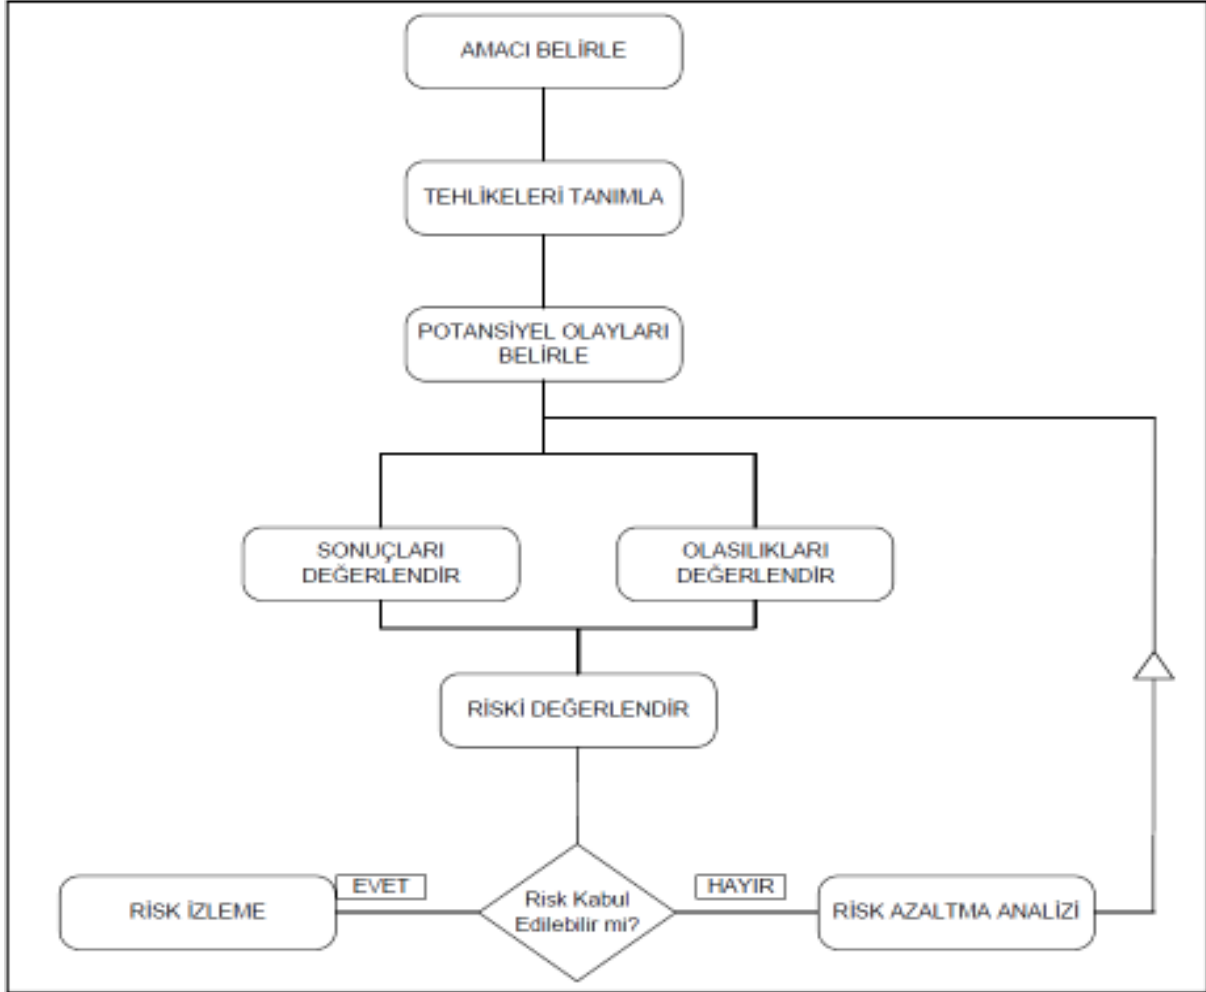 AMACI BELİRLE
TEHLİKELERİ TANIMLA
POTANSİYEL OLAYLARI
BELİRLE
SONUÇLARI
DEĞERLENDİR
OLASILIKLARI
DEĞERLENDİR
RİSKİ DEĞERLENDİR
RİSK İZLEME
EVET
Risk Kabul
Edilebilir mi?
HAYIR
RİSK AZALTMA ANALİZİ